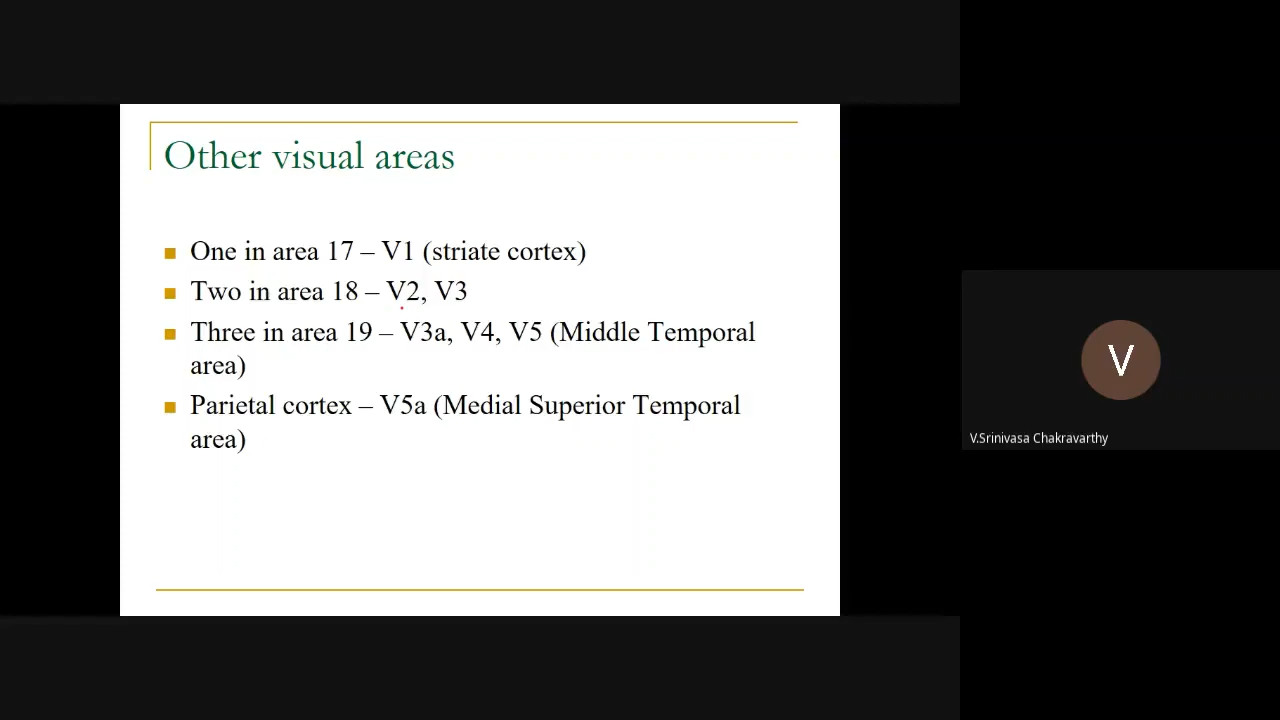 Other visual areas
One in area 17 – V1 (striate cortex)
Two in area 18 – V2, V3
Three in area 19 – V3a, V4, V5 (Middle Temporal
area)
Parietal cortex – V5a (Medial Superior Temporal
area)
V
V.Srinivasa Chakravarthy